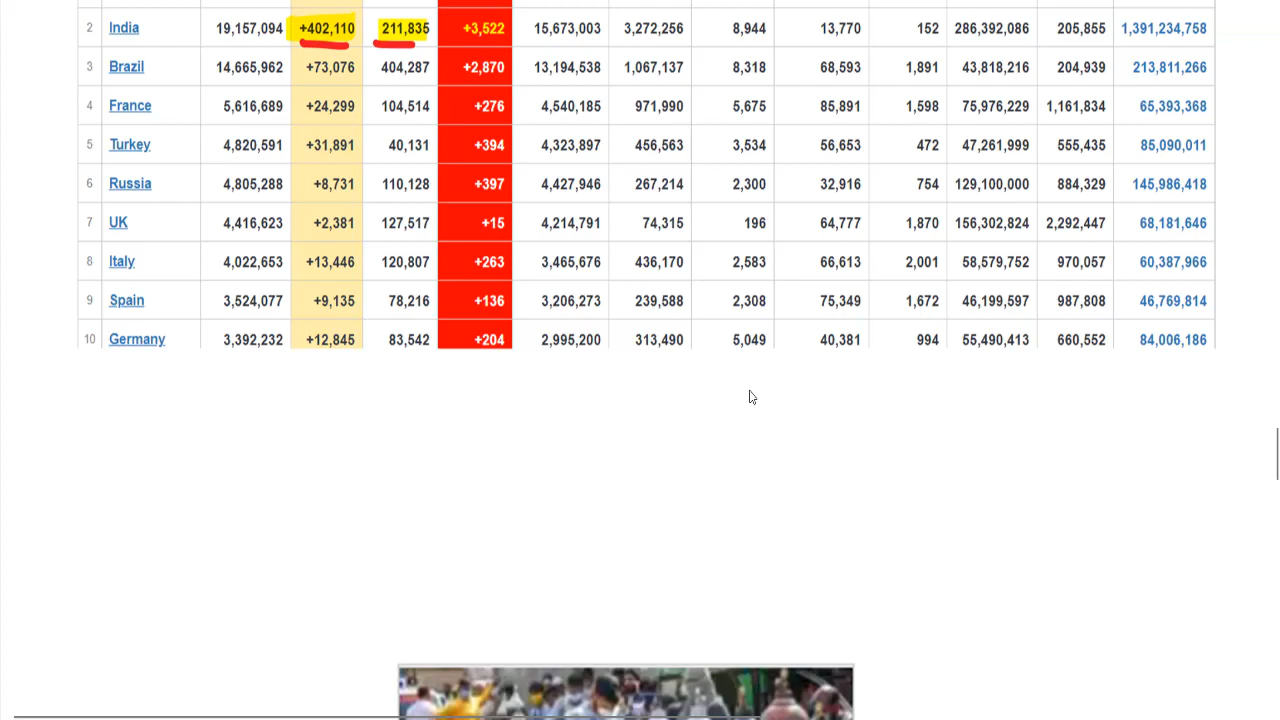 2 India 19,157,094 +402,110 211,835 +3,522 15,673,003 3,272,256 8,944 13,770 152 286,392,086 205,855 1,391,234,758
3 Brazil 14,665,962 +73,076 404,287 +2,870 13,194,538 1,067,137 8,318 68,593 1,891 43,818,216 204,939 213,811,266
4 France 5,616,689 +24,299 104,514 +276 4,540,185 971,990 5,675 85,891 1,598 75,976,229 1,161,834 65,393,368
5 Turkey 4,820,591 +31,891 40,131 +394 4,323,897 456,563 3,534 56,653 472 47,261,999 555,435 85,090,011
6 Russia 4,805,288 +8,731 110,128 +397 4,427,946 267,214 2,300 32,916 754 129,100,000 884,329 145,986,418
7 UK 4,416,623 +2,381 127,517 +15 4,214,791 74,315 196 64,777 1,870 156,302,824 2,292,447 68,181,646
8 Italy 4,022,653 +13,446 120,807 +263 3,465,676 436,170 2,583 66,613 2,001 58,579,752 970,057 60,387,966
9 Spain 3,524,077 +9,135 78,216 +136 3,206,273 239,588 2,308 75,349 1,672 46,199,597 987,808 46,769,814
10 Germany 3,392,232 +12,845 83,542 +204 2,995,200 313,490 5,049 40,381 994 55,490,413 660,552 84,006,186